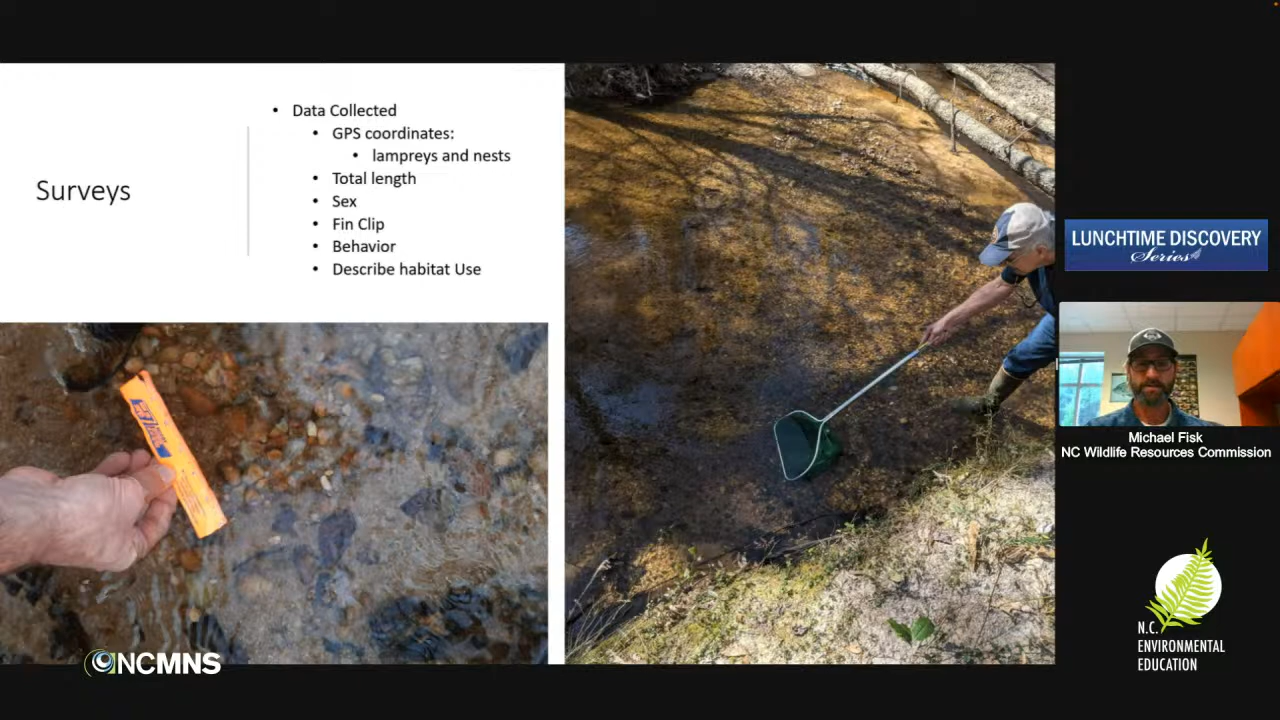 Surveys
• Data Collected
• GPS coordinates:
• lampreys and nests
• Total length
• Sex
• Fin Clip
• Behavior
• Describe habitat Use
LUNCHTIME DISCOVERY
Series
Michael Fisk
NC Wildlife Resources Commission
NCMNS
N.C.
ENVIRONMENTAL
EDUCATION